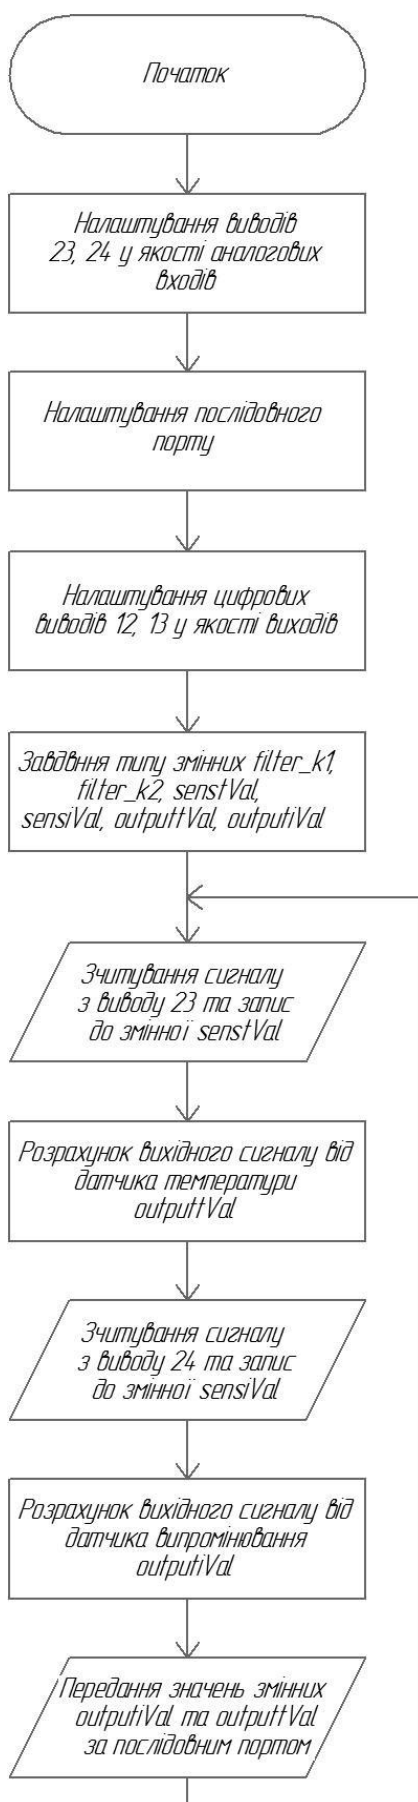 Початок
Налаштування виводів
23, 24 у якості аналогових
входів
Налаштування послідовного
порту
Налаштування цифрових
виводів 12, 13 у якості виходів
Завдвння типу змінних filter_k1,
filter_k2, senstVal,
sensiVal, outputtVal, outputiVal
Зчитування сигналу
з виводу 23 та запис
до змінної senstVal
Розрахунок вихідного сигналу від
датчика температури
outputtVal
Зчитування сигналу
з виводу 24 та запис
до змінної sensiVal
Розрахунок вихідного сигналу від
датчика випромінювання
outputiVal
Передання значень змінних
outputiVal та outputtVal
за послідовним портом